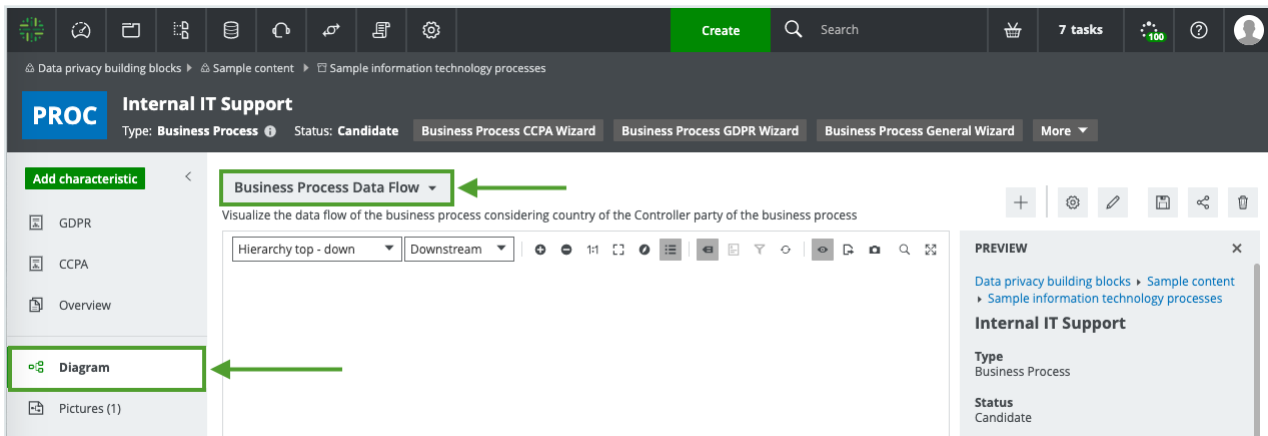 Create
Search
7 tasks
100
Data privacy building blocks Sample content Sample information technology processes
PROC
Internal IT Support
Type: Business Process Status: Candidate
Business Process CCPA Wizard
Business Process GDPR Wizard
Business Process General Wizard
More
Add characteristic
GDPR
CCPA
Overview
Diagram
Pictures (1)
Business Process Data Flow
Visualize the data flow of the business process considering country of the Controller party of the business process
Hierarchy top - down
Downstream
1:1
PREVIEW
Data privacy building blocks Sample content
Sample information technology processes
Internal IT Support
Type
Business Process
Status
Candidate